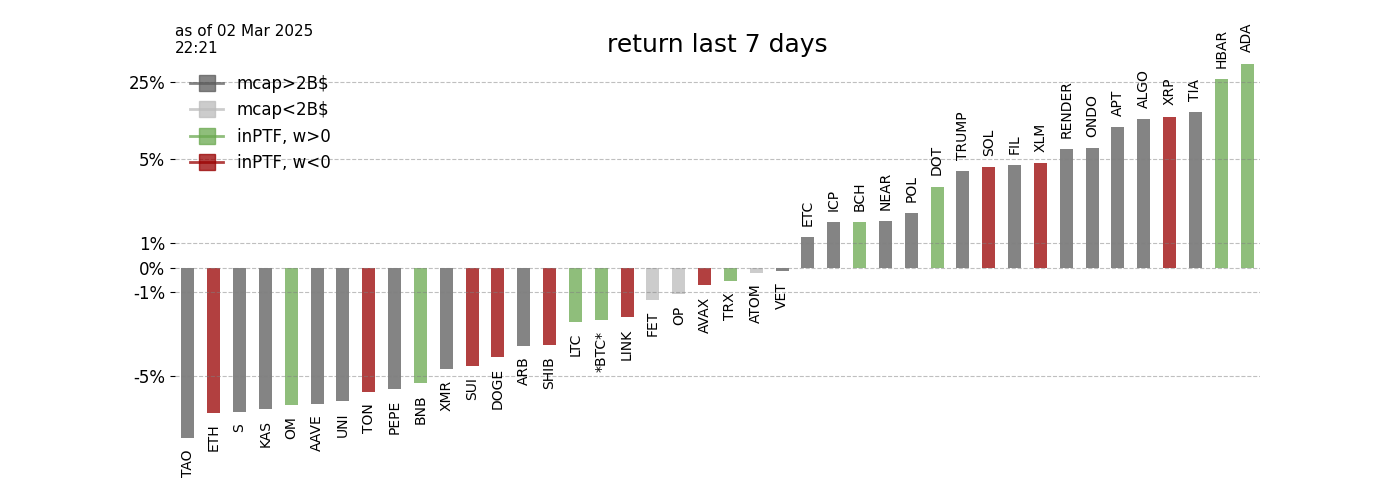 as of 02 Mar 2025
22:21
return last 7 days
25%
5%
1%
0%
-1%
-5%
mcap>2B$
mcap<2B$
inPTF, w>0
inPTF, w<0
TAO
ETH
S
KAS
OM
AAVE
UNI
TON
PEPE
BNB
XMR
SUI
DOGE
ARB
SHIB
LTC
*BTC*
LINK
FET
OP
AVAX
TRX
ATOM
VET
ETC
ICP
BCH
NEAR
POL
DOT
TRUMP
SOL
FIL
XLM
RENDER
ONDO
APT
ALGO
XRP
TIA
HBAR
ADA